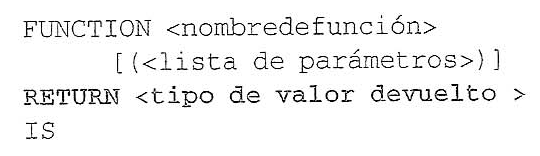 FUNCTION <nombredefunción>
[(<lista de parámetros>)]
RETURN <tipo de valor devuelto >
IS